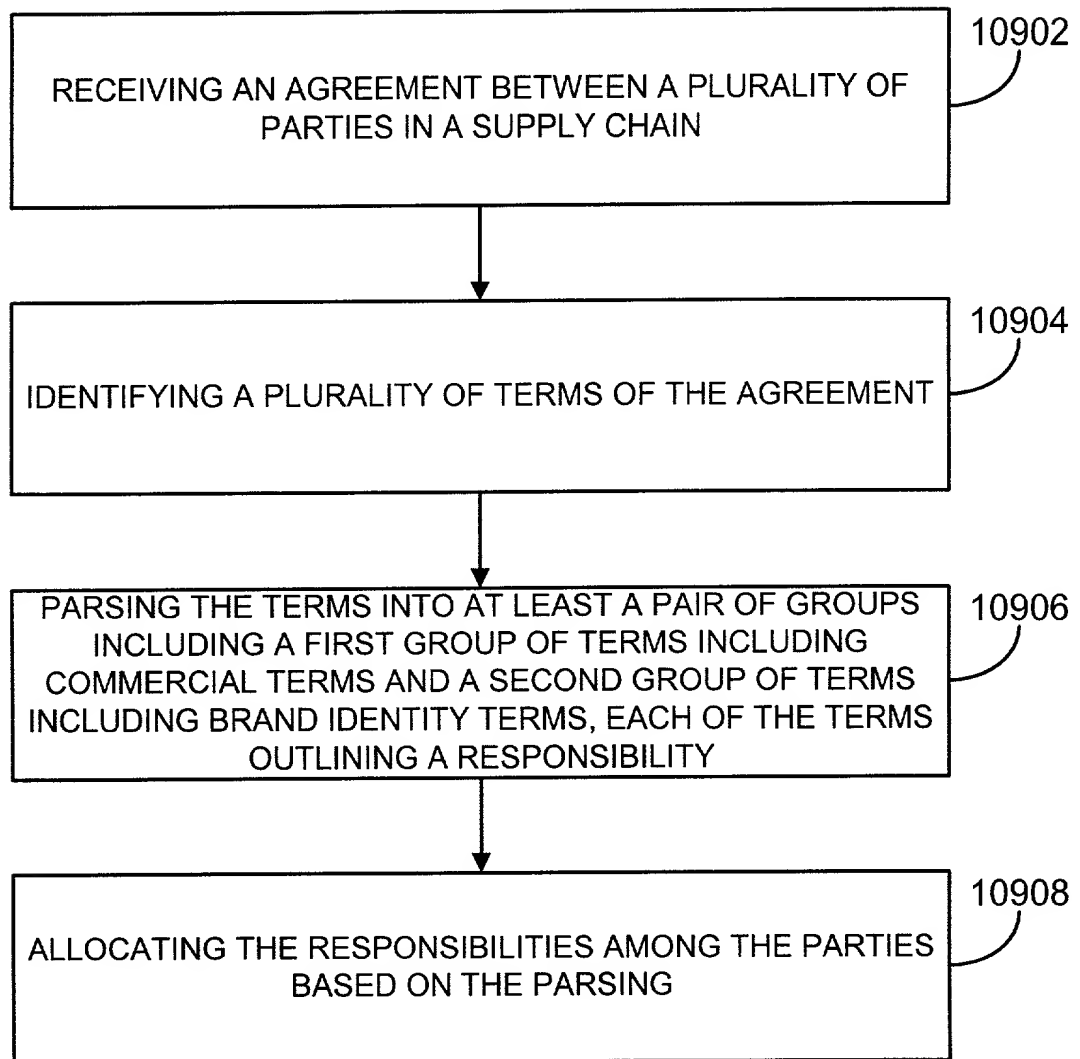 10902
RECEIVING AN AGREEMENT BETWEEN A PLURALITY OF
PARTIES IN A SUPPLY CHAIN
10904
IDENTIFYING A PLURALITY OF TERMS OF THE AGREEMENT
10906
PARSING THE TERMS INTO AT LEAST A PAIR OF GROUPS
INCLUDING A FIRST GROUP OF TERMS INCLUDING
COMMERCIAL TERMS AND A SECOND GROUP OF TERMS
INCLUDING BRAND IDENTITY TERMS, EACH OF THE TERMS
OUTLINING A RESPONSIBILITY
10908
ALLOCATING THE RESPONSIBILITIES AMONG THE PARTIES
BASED ON THE PARSING